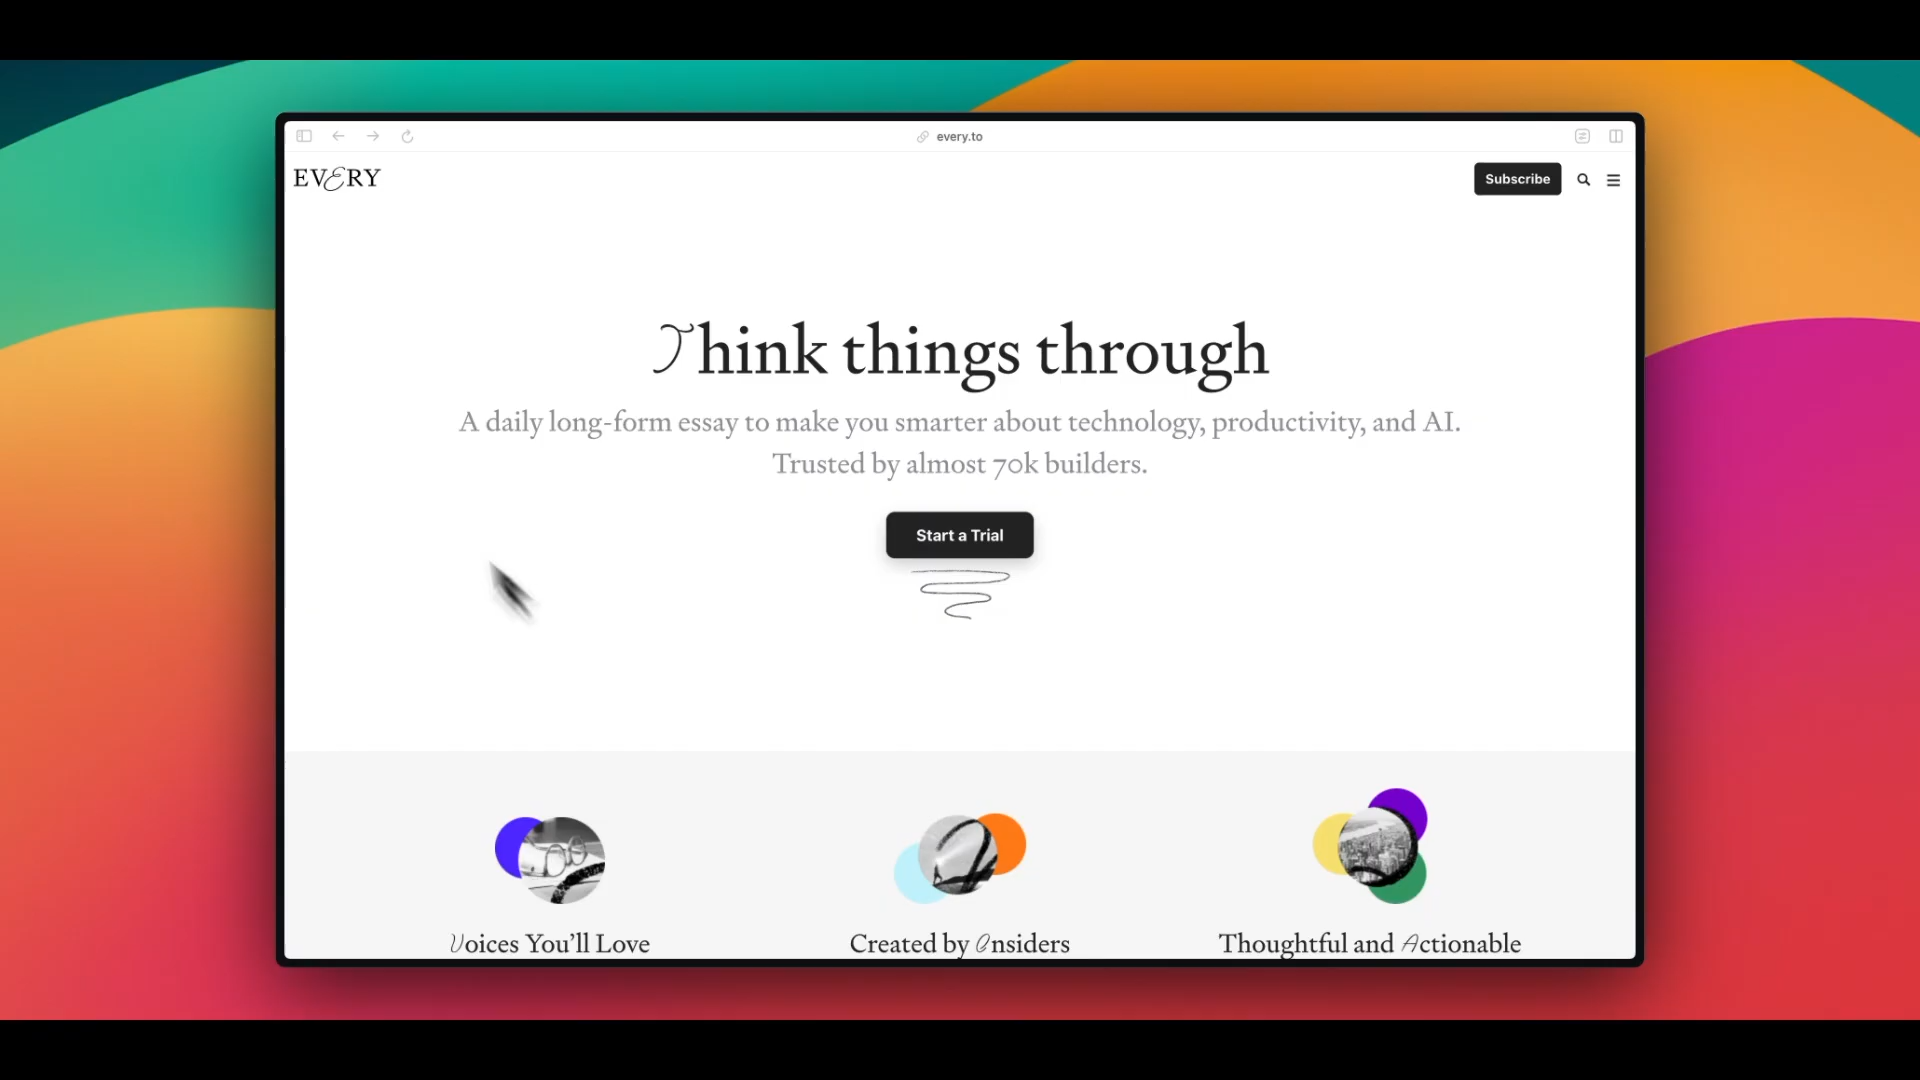 every.to
EVERY
Subscribe
Think things through
A daily long-form essay to make you smarter about technology, productivity, and AI.
Trusted by almost 70k builders.
Start a Trial
Voices You’ll Love
Created by Insiders
Thoughtful and Actionable